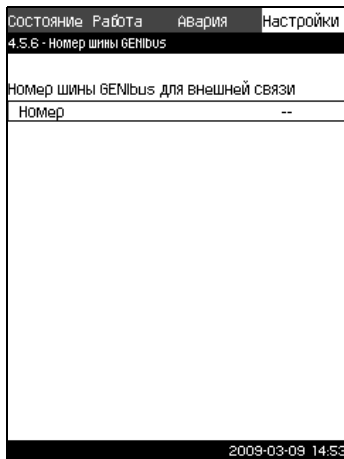 Состояние Работа Авария Настройки
4.5.6 - Номер шины GENIbus
Номер шины GENIbus для внешней связи
Номер --
2009-03-09 14:53